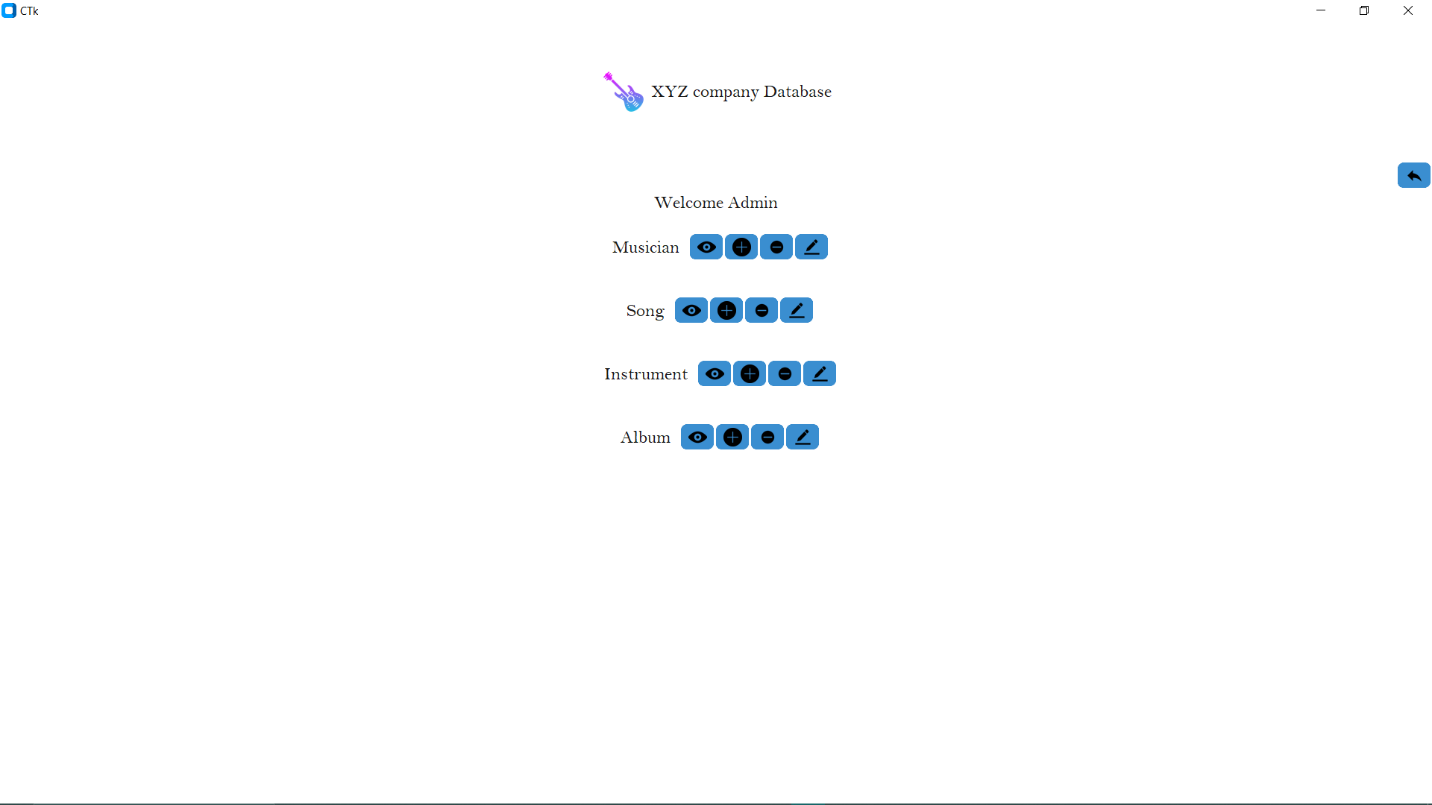 CTk
XYZ company Database
Welcome Admin
Musician
Song
Instrument
Album